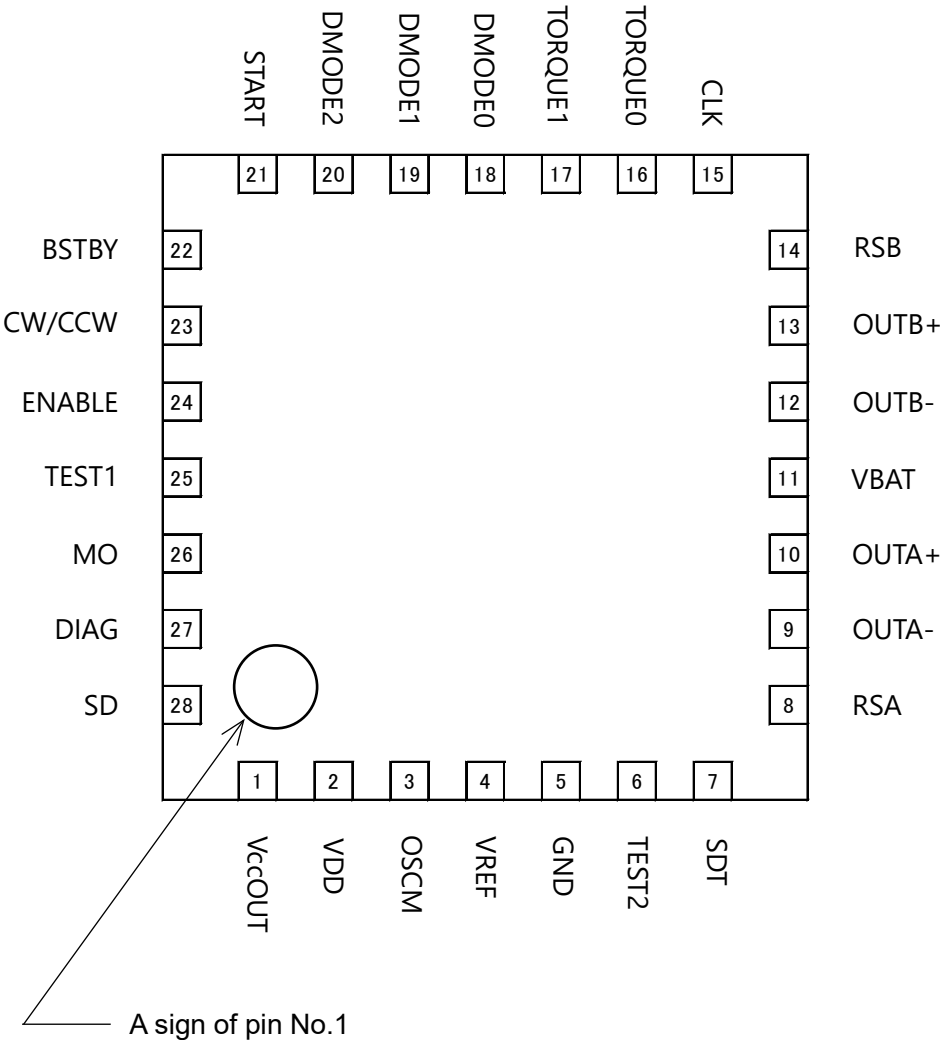 START
DMODE2
DMODE1
DMODE0
TORQUE1
TORQUE0
CLK
21 20 19 18 17 16 15
BSTBY 22 14 RSB
CW/CCW 23 13 OUTB+
ENABLE 24 12 OUTB-
TEST1 25 11 VBAT
MO 26 10 OUTA+
DIAG 27 9 OUTA-
SD 28 8 RSA
1 2 3 4 5 6 7
VccOUT
VDD
OSCM
VREF
GND
TEST2
SDT
A sign of pin No.1